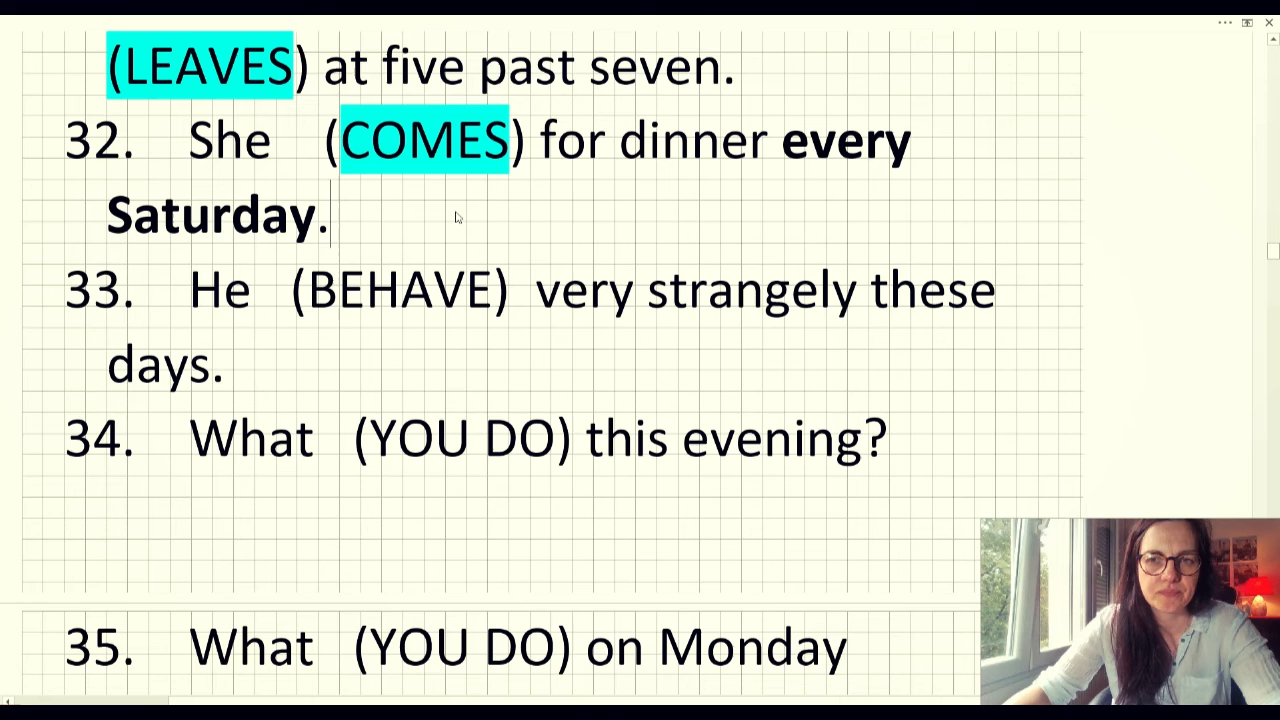 (LEAVES) at five past seven.
32. She (COMES) for dinner every
Saturday.
33. He (BEHAVE) very strangely these
days.
34. What (YOU DO) this evening?
35. What (YOU DO) on Monday